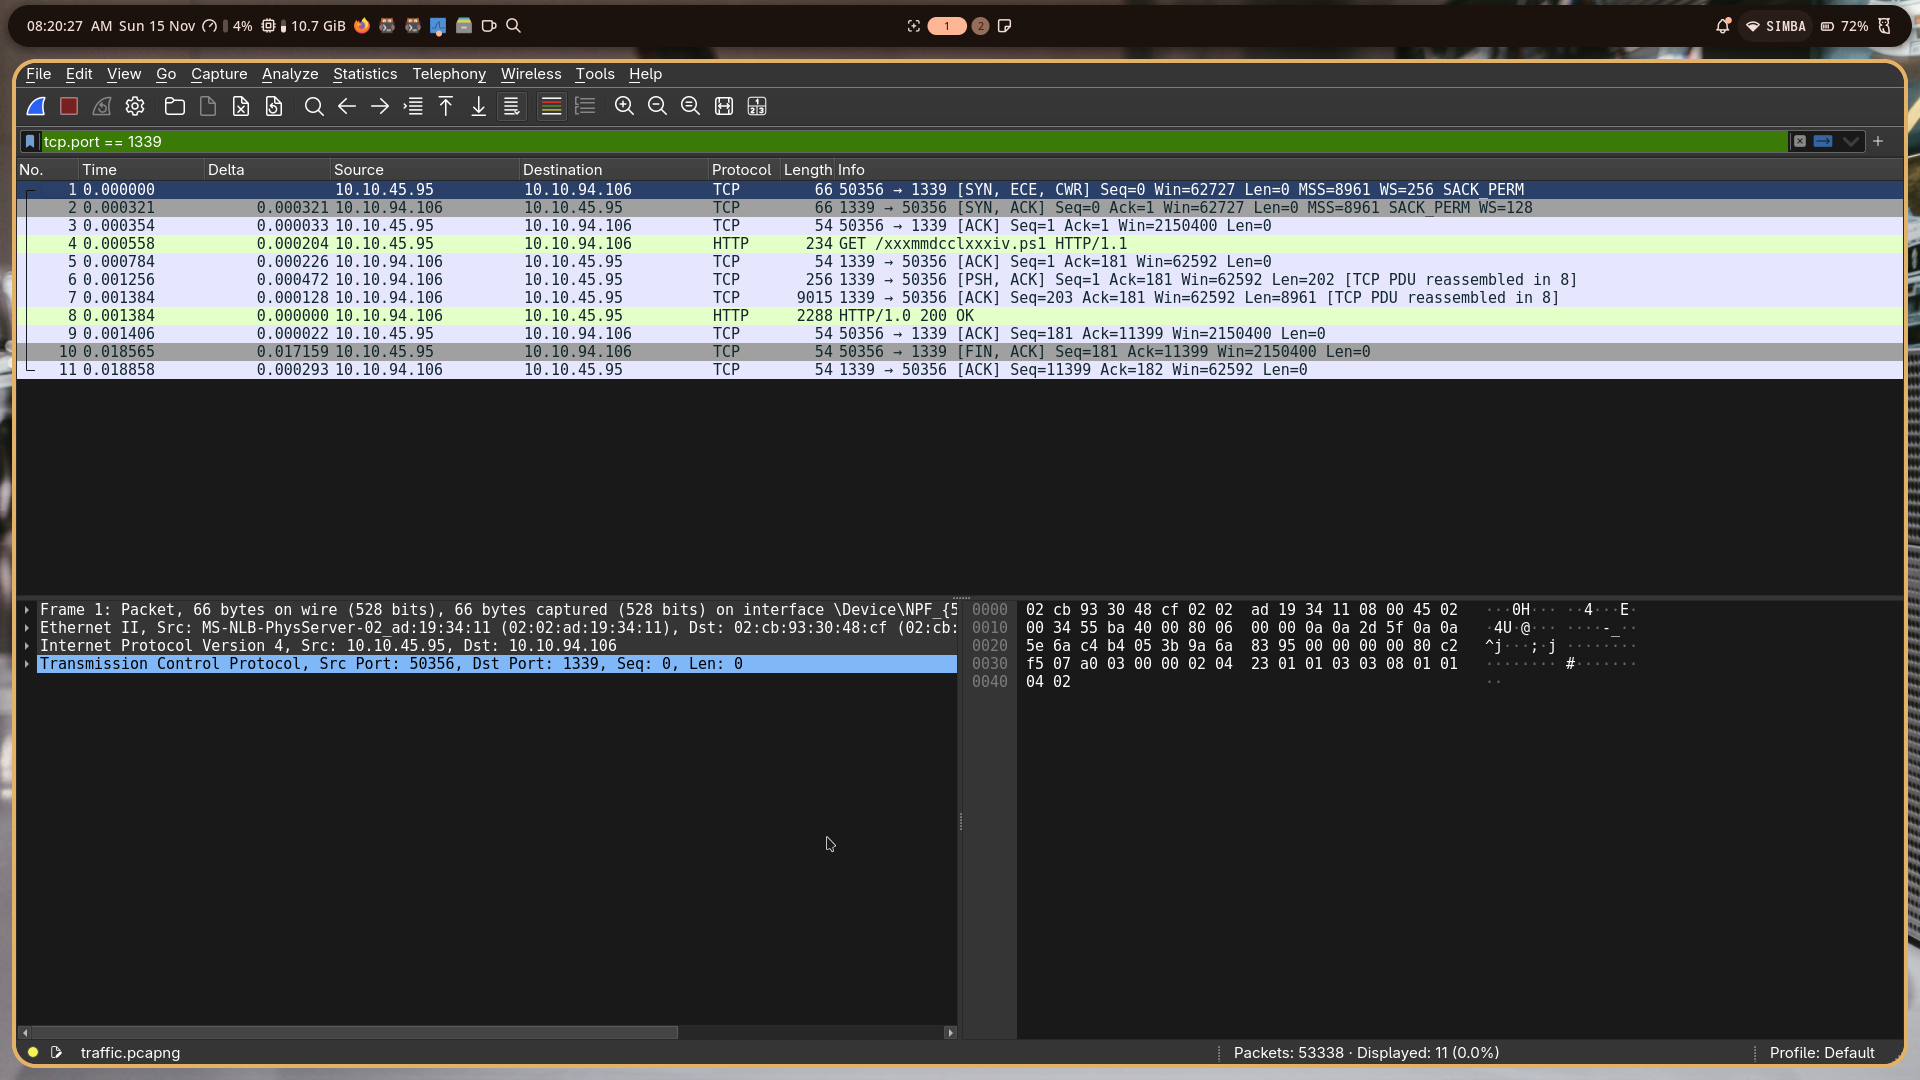 08:20:27 AM Sun 15 Nov 4% 10.7 GiB 1 2 SIMBA 72%
File Edit View Go Capture Analyze Statistics Telephony Wireless Tools Help
tcp.port == 1339
No. Time Delta Source Destination Protocol Length Info
1 0.000000 10.10.45.95 10.10.94.106 TCP 66 50356 → 1339 [SYN, ECE, CWR] Seq=0 Win=62727 Len=0 MSS=8961 WS=256 SACK_PERM
2 0.000321 0.000321 10.10.94.106 10.10.45.95 TCP 66 1339 → 50356 [SYN, ACK] Seq=0 Ack=1 Win=62727 Len=0 MSS=8961 SACK_PERM WS=128
3 0.000354 0.000033 10.10.45.95 10.10.94.106 TCP 54 50356 → 1339 [ACK] Seq=1 Ack=1 Win=2150400 Len=0
4 0.000558 0.000204 10.10.45.95 10.10.94.106 HTTP 234 GET /xxxmmdcclxxxiv.ps1 HTTP/1.1
5 0.000784 0.000226 10.10.94.106 10.10.45.95 TCP 54 1339 → 50356 [ACK] Seq=1 Ack=181 Win=62592 Len=0
6 0.001256 0.000472 10.10.94.106 10.10.45.95 TCP 256 1339 → 50356 [PSH, ACK] Seq=1 Ack=181 Win=62592 Len=202 [TCP PDU reassembled in 8]
7 0.001384 0.000128 10.10.94.106 10.10.45.95 TCP 9015 1339 → 50356 [ACK] Seq=203 Ack=181 Win=62592 Len=8961 [TCP PDU reassembled in 8]
8 0.001384 0.000000 10.10.94.106 10.10.45.95 HTTP 2288 HTTP/1.0 200 OK
9 0.001406 0.000022 10.10.45.95 10.10.94.106 TCP 54 50356 → 1339 [ACK] Seq=181 Ack=11399 Win=2150400 Len=0
10 0.018565 0.017159 10.10.45.95 10.10.94.106 TCP 54 50356 → 1339 [FIN, ACK] Seq=181 Ack=11399 Win=2150400 Len=0
11 0.018858 0.000293 10.10.94.106 10.10.45.95 TCP 54 1339 → 50356 [ACK] Seq=11399 Ack=182 Win=62592 Len=0
Frame 1: Packet, 66 bytes on wire (528 bits), 66 bytes captured (528 bits) on interface \Device\NPF_{5
Ethernet II, Src: MS-NLB-PhysServer-02_ad:19:34:11 (02:02:ad:19:34:11), Dst: 02:cb:93:30:48:cf (02:cb:
Internet Protocol Version 4, Src: 10.10.45.95, Dst: 10.10.94.106
Transmission Control Protocol, Src Port: 50356, Dst Port: 1339, Seq: 0, Len: 0
0000 02 cb 93 30 48 cf 02 02 ad 19 34 11 08 00 45 02 ···0H··· ··4···E·
0010 00 34 55 ba 40 00 80 06 00 00 0a 0a 2d 5f 0a 0a ·4U·@··· ····-_··
0020 5e 6a c4 b4 05 3b 9a 6a 83 95 00 00 00 00 80 c2 ^j···;·j ········
0030 f5 07 a0 03 00 00 02 04 23 01 01 03 03 08 01 01 ········ #·······
0040 04 02 ··
traffic.pcapng Packets: 53338 · Displayed: 11 (0.0%) Profile: Default